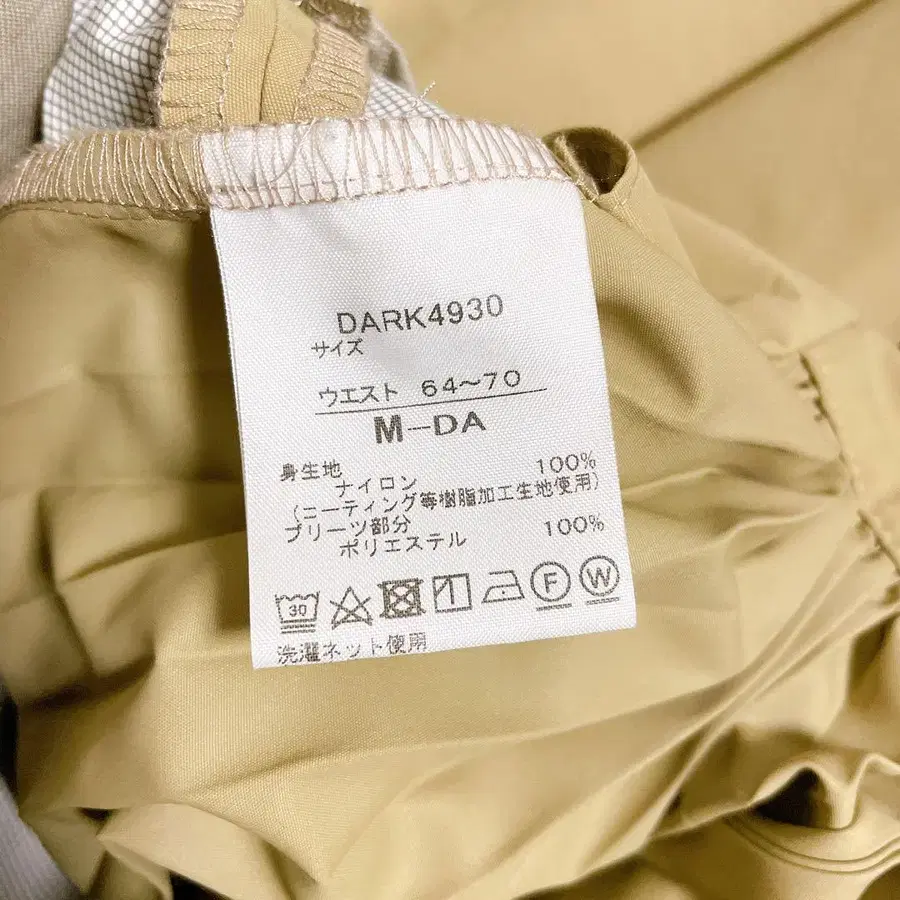 DARK4930
サイズ
ウエスト 64~70
M-DA
身生地
ナイロン 100%
(コーティング等樹脂加工生地使用)
プリーツ部分
ポリエステル 100%
30 F W
洗濯ネット使用